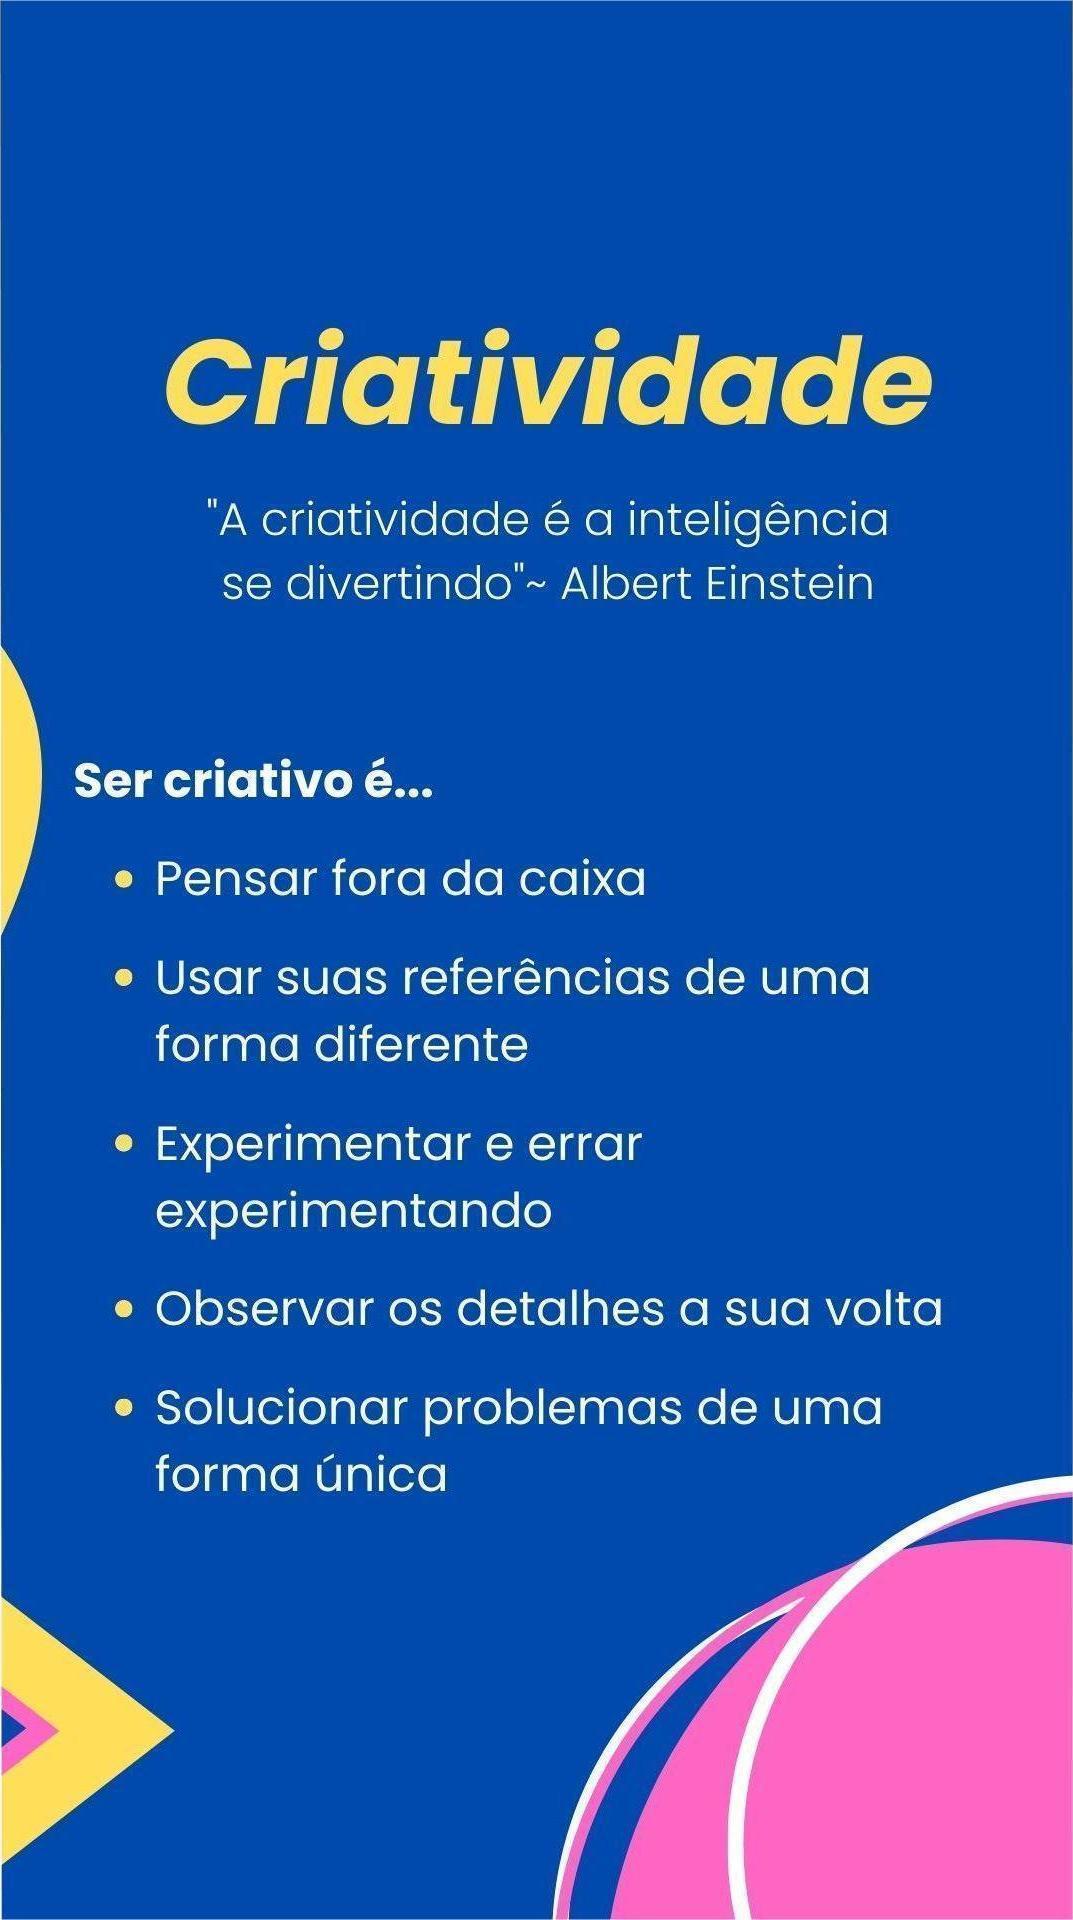 Criatividade
"A criatividade é a inteligência
se divertindo"~ Albert Einstein
Ser criativo é...
• Pensar fora da caixa
• Usar suas referências de uma
forma diferente
• Experimentar e errar
experimentando
• Observar os detalhes a sua volta
• Solucionar problemas de uma
forma única